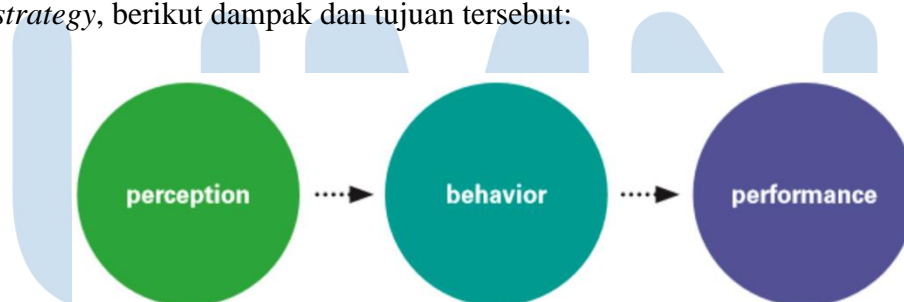 strategy, berikut dampak dan tujuan tersebut:
perception behavior performance